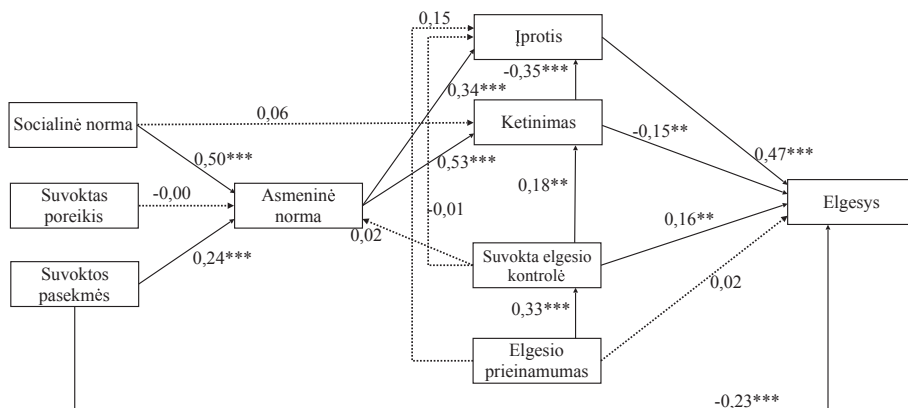 0,15
Įprotis
-0,35***
0,34***
Socialinė norma
0,06
Ketinimas
0,50***
0,53***
-0,15**
0,47***
Suvoktas
poreikis
-0,00
Asmeninė
norma
0,18**
-0,01
Elgesys
0,02
Suvoktos
pasekmės
0,24***
Suvokta elgesio
kontrolė
0,16**
0,02
0,33***
Elgesio
prieinamumas
-0,23***